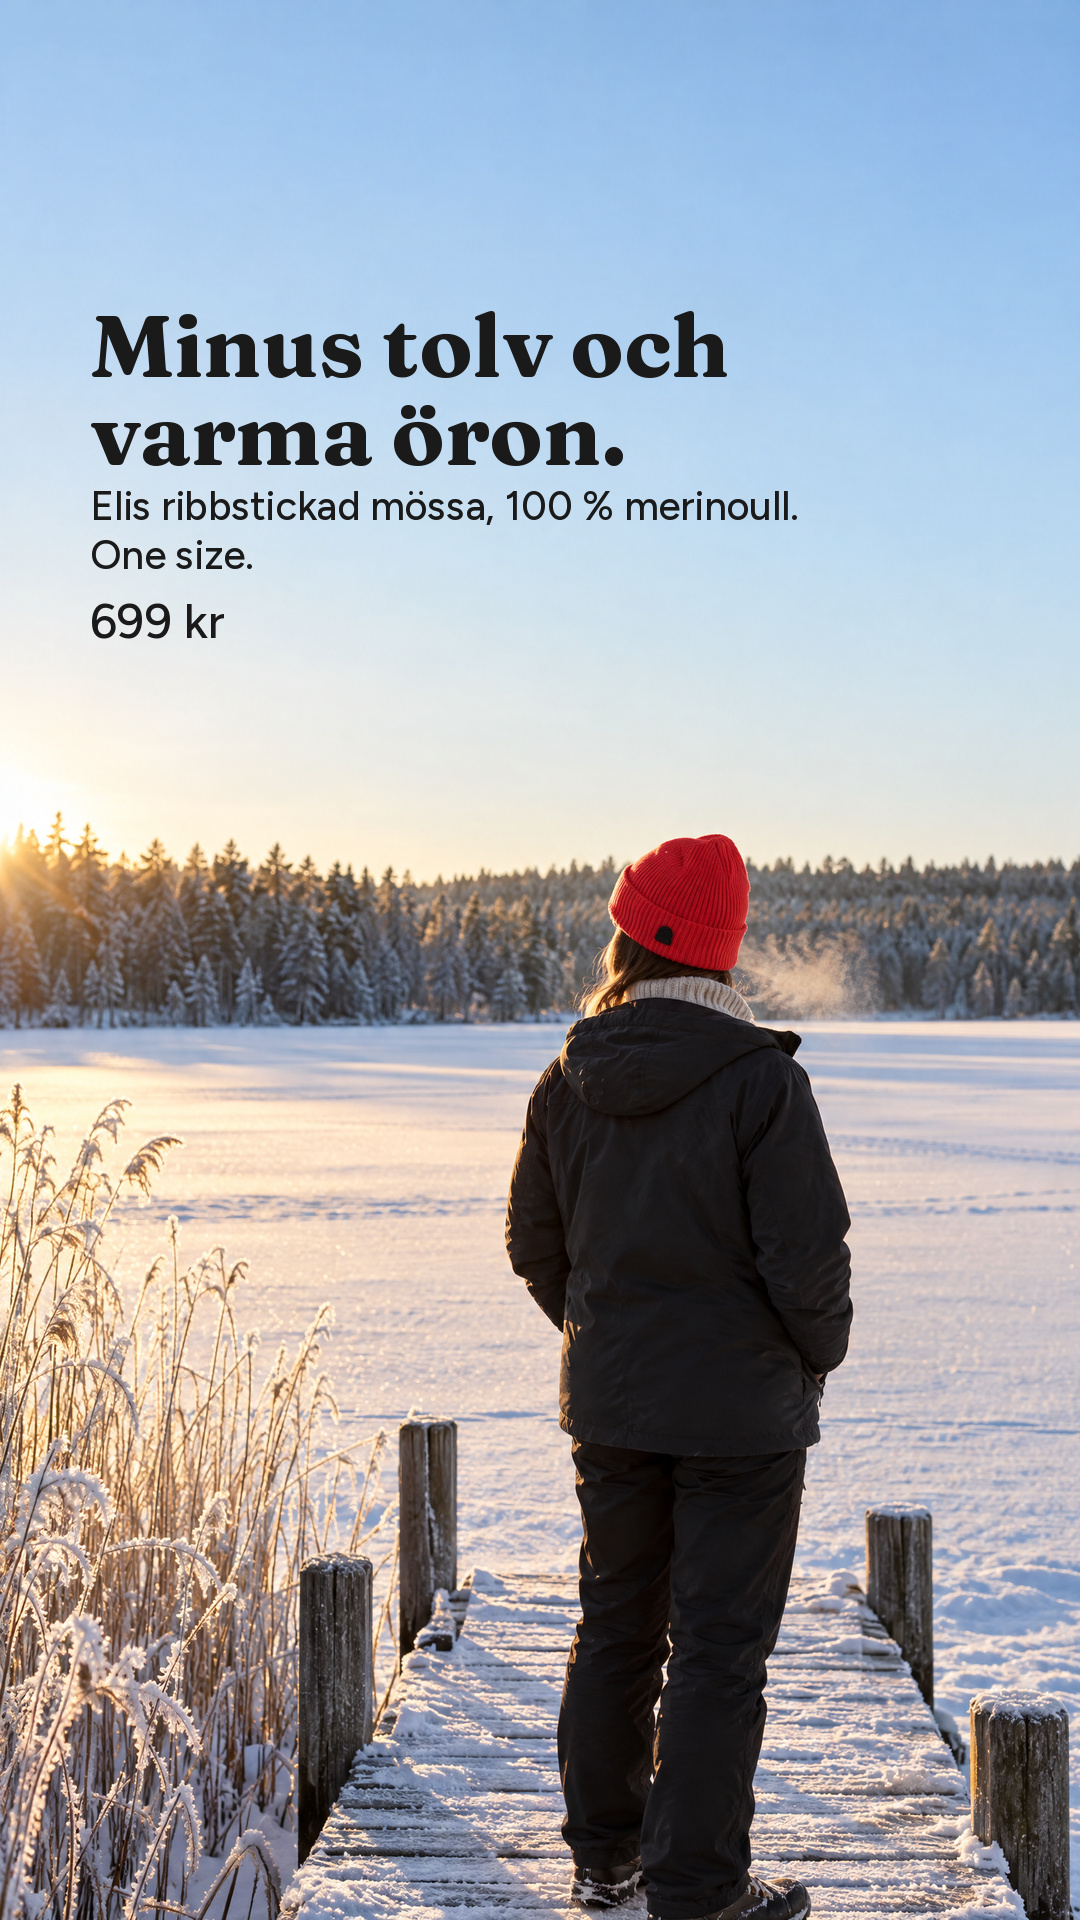 Minus tolv och
varma öron.
Elis ribbstickad mössa, 100 % merinoull.
One size.
699 kr